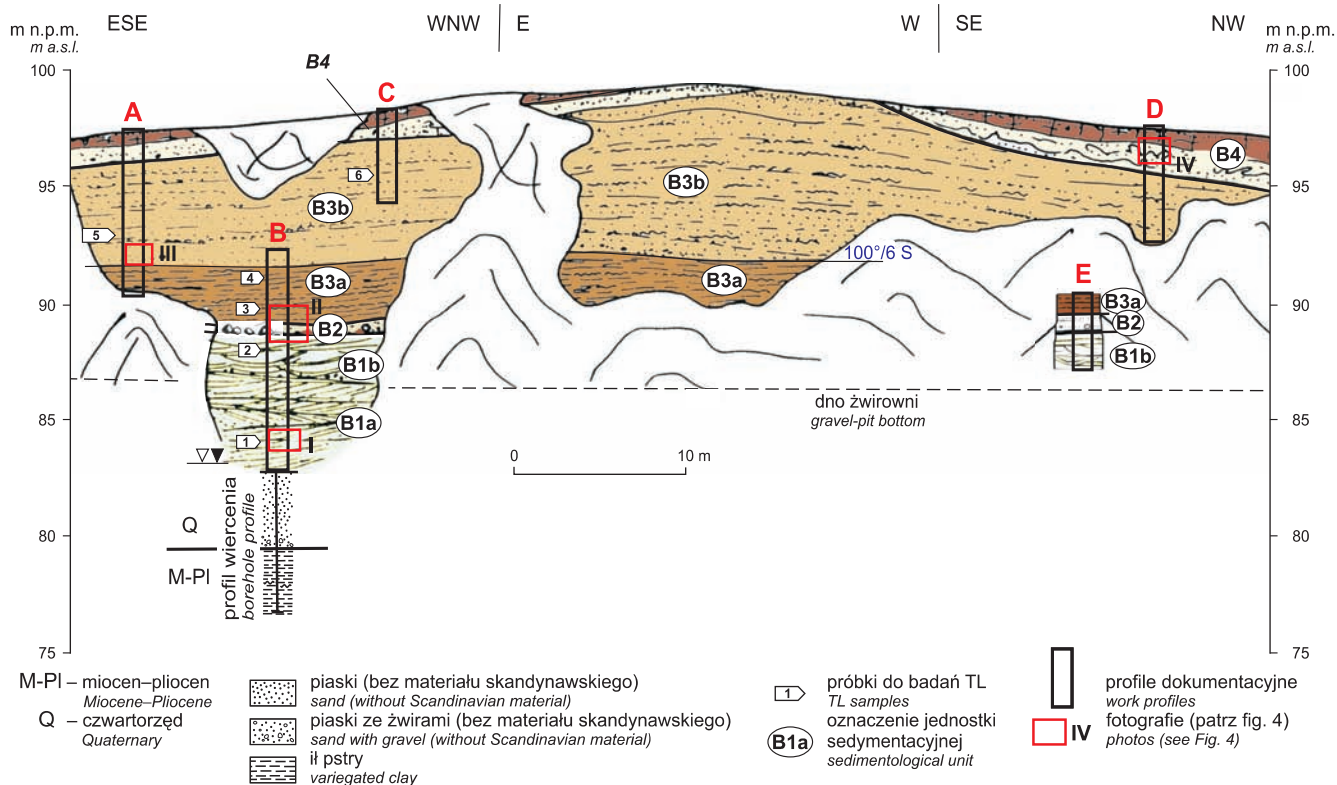 ESE WNW E W SE NW
m n.p.m.
m a.s.l.
m n.p.m.
m a.s.l.
100 100
B4
A C D
B4
IV
95 95
6
B3b B3b
5
III
B
100°/6 S
4
B3a B3a
E
90 90
3
II
B3a
B2 B2
2
B1b B1b
dno żwirowni
gravel-pit bottom
85 85
B1a
1
I
0 10 m
profil wiercenia
borehole profile
80 80
Q
M-Pl
75 75
M-Pl – miocen–pliocen
Miocene–Pliocene
Q – czwartorzęd
Quaternary
piaski (bez materiału skandynawskiego)
sand (without Scandinavian material)
piaski ze żwirami (bez materiału skandynawskiego)
sand with gravel (without Scandinavian material)
ił pstry
variegated clay
1 próbki do badań TL
TL samples
B1a oznaczenie jednostki
sedymentacyjnej
sedimentological unit
profile dokumentacyjne
work profiles
IV fotografie (patrz fig. 4)
photos (see Fig. 4)